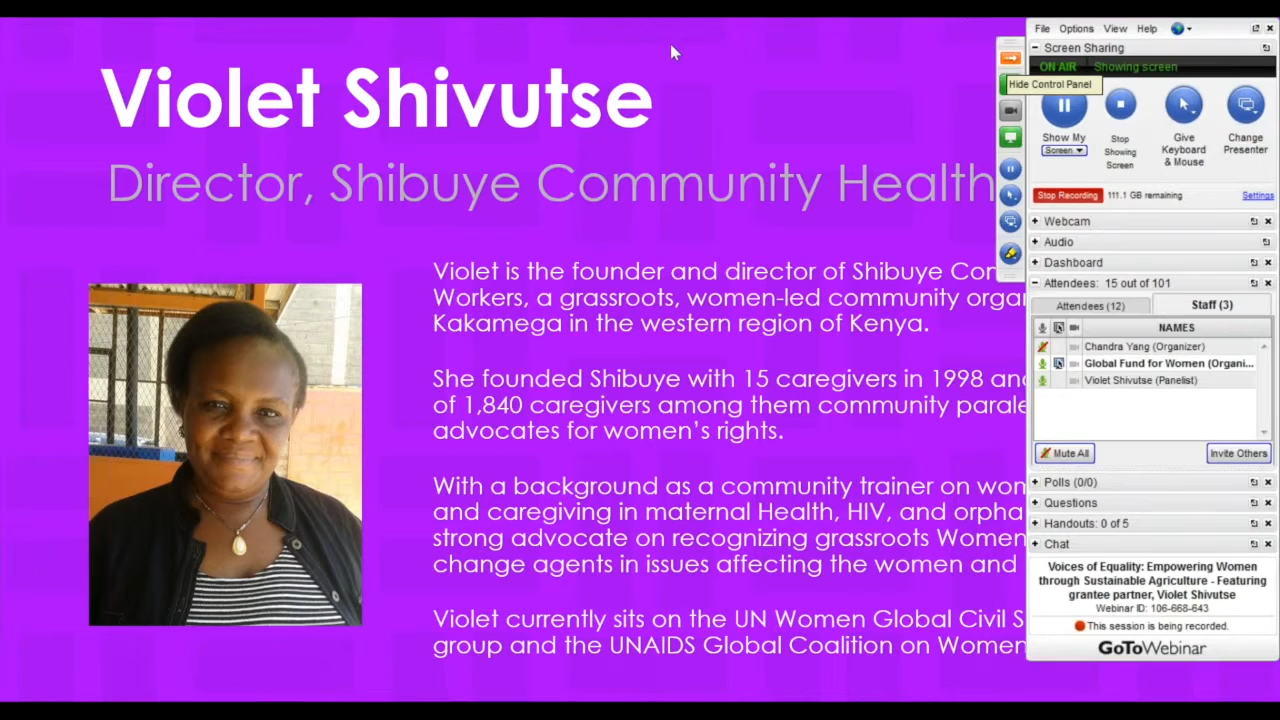 Violet Shivutse
Director, Shibuye Community Health
Violet is the founder and director of Shibuye
Workers, a grassroots, women-led community
Kakamega in the western region of Kenya.
She founded Shibuye with 15 caregivers in 1998
of 1,840 caregivers among them community
advocates for women's rights.
With a background as a community trainer on
and caregiving in maternal Health, HIV, and
strong advocate on recognizing grassroots Women
change agents in issues affecting the women and
Violet currently sits on the UN Women Global Civil
group and the UNAIDS Global Coalition on Women
File Options View Help
Screen Sharing
ON AIR Showing screen
Hide Control Panel
Show My
Screen
Stop
Showing
Screen
Give
Keyboard
& Mouse
Change
Presenter
Stop Recording 111.1 GB remaining Settings
Webcam
Audio
Dashboard
Attendees: 15 out of 101
Attendees (12) Staff (3)
NAMES
Chandra Yang (Organizer)
Global Fund for Women (Organi...
Violet Shivutse (Panelist)
Mute All Invite Others
Polls (0/0)
Questions
Handouts: 0 of 5
Chat
Voices of Equality: Empowering Women
through Sustainable Agriculture - Featuring
grantee partner, Violet Shivutse
Webinar ID: 106-668-643
This session is being recorded.
GoToWebinar